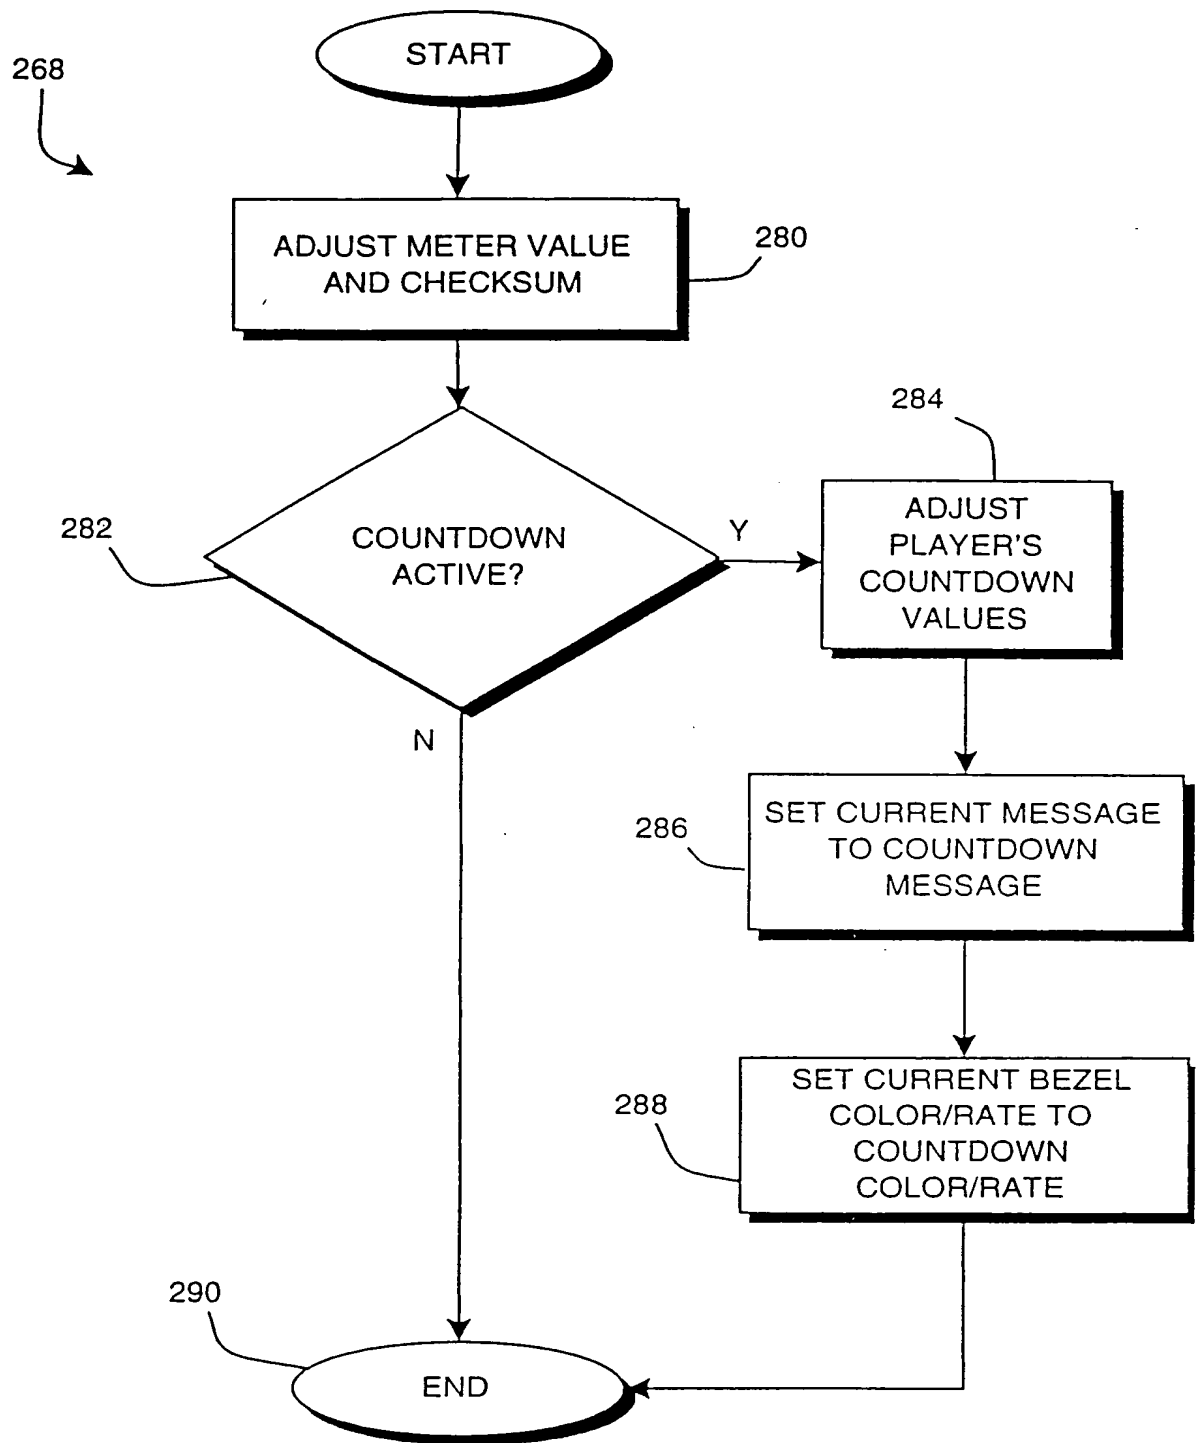 START
268
ADJUST METER VALUE
AND CHECKSUM
280
284
ADJUST
PLAYER'S
COUNTDOWN
VALUES
282
COUNTDOWN
ACTIVE?
Y
N
SET CURRENT MESSAGE
TO COUNTDOWN
MESSAGE
286
SET CURRENT BEZEL
COLOR/RATE TO
COUNTDOWN
COLOR/RATE
288
290
END